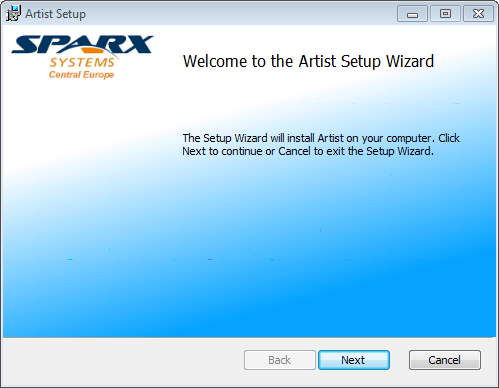 Artist Setup
SPARX
SYSTEMS
Central Europe
Welcome to the Artist Setup Wizard
The Setup Wizard will install Artist on your computer. Click
Next to continue or Cancel to exit the Setup Wizard.
Back Next Cancel